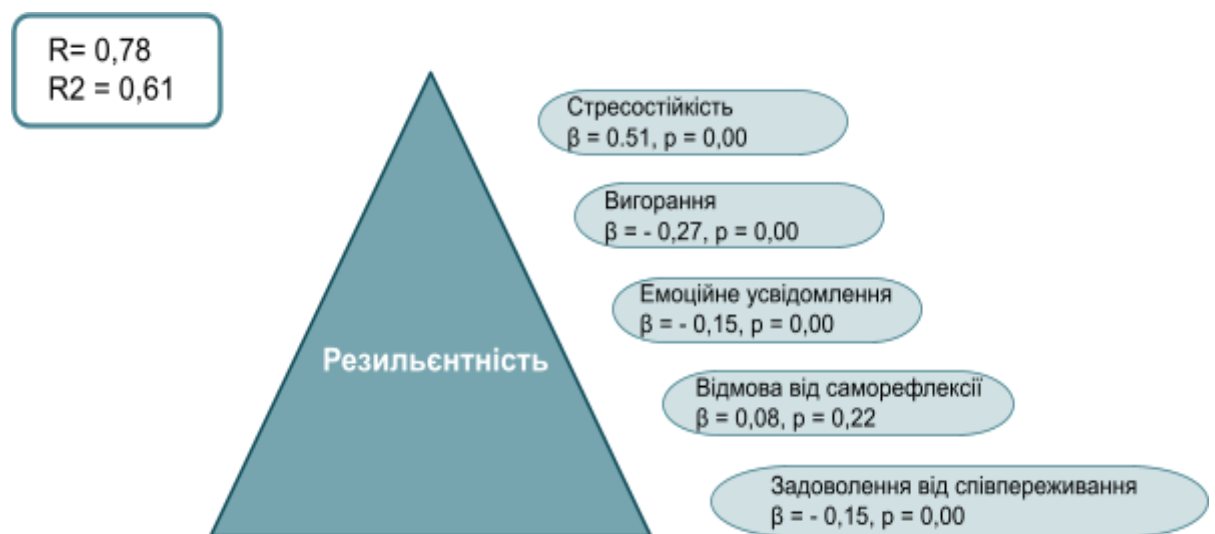 R= 0,78
R2 = 0,61
Стресостійкість
β = 0.51, p = 0,00
Вигорання
β = - 0,27, p = 0,00
Емоційне усвідомлення
β = - 0,15, p = 0,00
Резильєнтність
Відмова від саморефлексії
β = 0,08, p = 0,22
Задоволення від співпереживання
β = - 0,15, p = 0,00